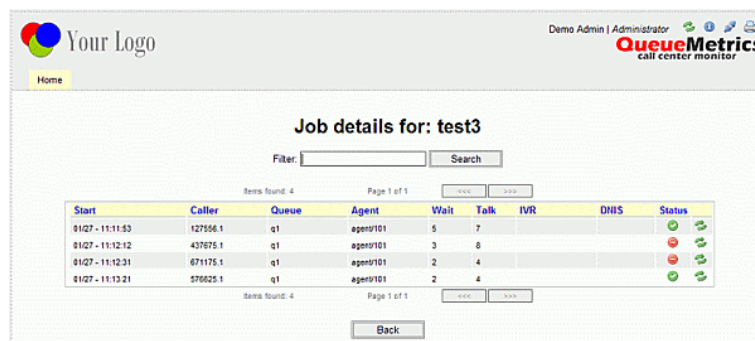 Demo Admin | Administrator
Your Logo
QueueMetrics
call center monitor
Home
Job details for: test3
Filter: Search
Items found: 4 Page 1 of 1 <<< >>>
Start Caller Queue Agent Wait Talk IVR DNIS Status
01/27 - 11:11:53 127556.1 q1 agent/101 5 7
01/27 - 11:12:12 437675.1 q1 agent/101 3 8
01/27 - 11:12:31 671175.1 q1 agent/101 2 4
01/27 - 11:13:21 576625.1 q1 agent/101 2 4
Items found: 4 Page 1 of 1 <<< >>>
Back